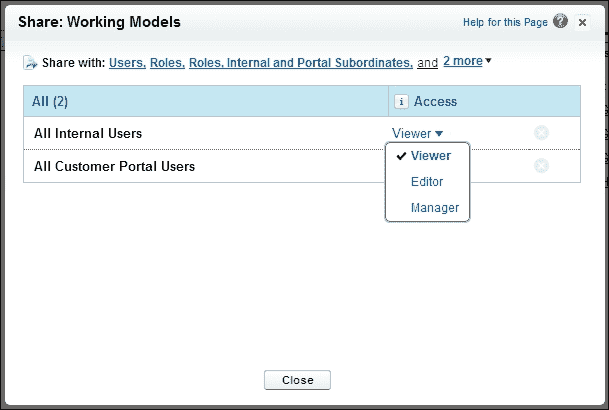 Share: Working Models
Help for this Page ? ×
Share with: Users, Roles, Roles, Internal and Portal Subordinates, and 2 more
All (2) i Access
All Internal Users Viewer
All Customer Portal Users
Viewer
Editor
Manager
Close